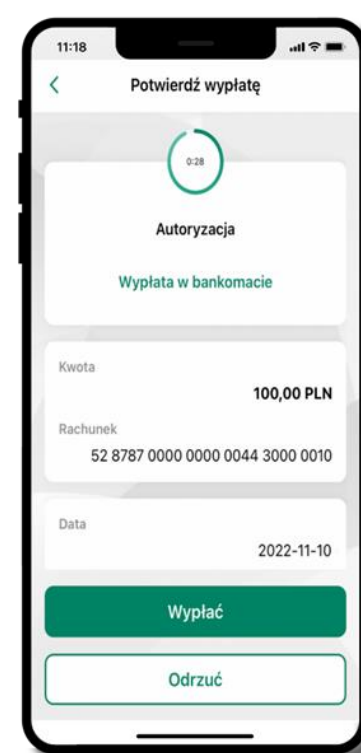 11:18
Potwierdź wypłatę
0:28
Autoryzacja
Wypłata w bankomacie
Kwota
100,00 PLN
Rachunek
52 8787 0000 0000 0044 3000 0010
Data
2022-11-10
Wypłać
Odrzuć